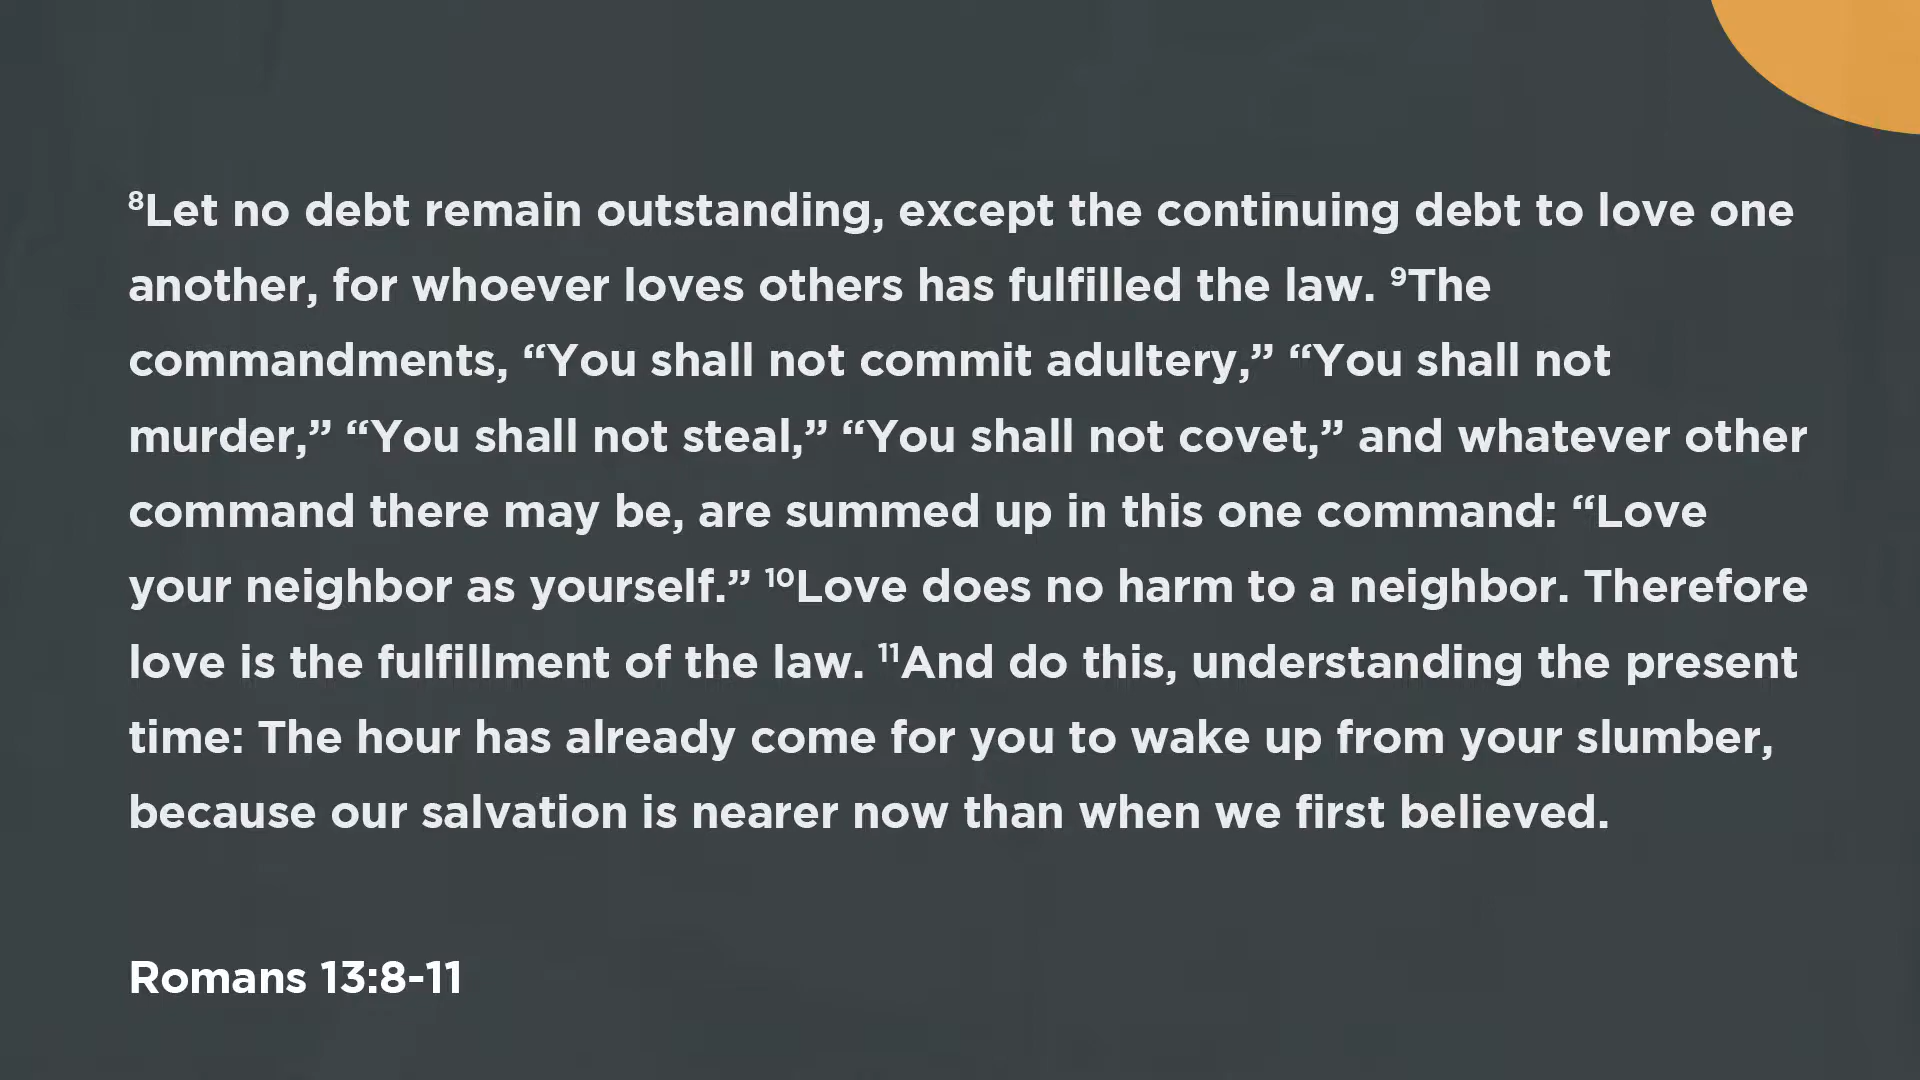 ⁸Let no debt remain outstanding, except the continuing debt to love one
another, for whoever loves others has fulfilled the law. ⁹The
commandments, “You shall not commit adultery,” “You shall not
murder,” “You shall not steal,” “You shall not covet,” and whatever other
command there may be, are summed up in this one command: “Love
your neighbor as yourself.” ¹⁰Love does no harm to a neighbor. Therefore
love is the fulfillment of the law. ¹¹And do this, understanding the present
time: The hour has already come for you to wake up from your slumber,
because our salvation is nearer now than when we first believed.
Romans 13:8-11